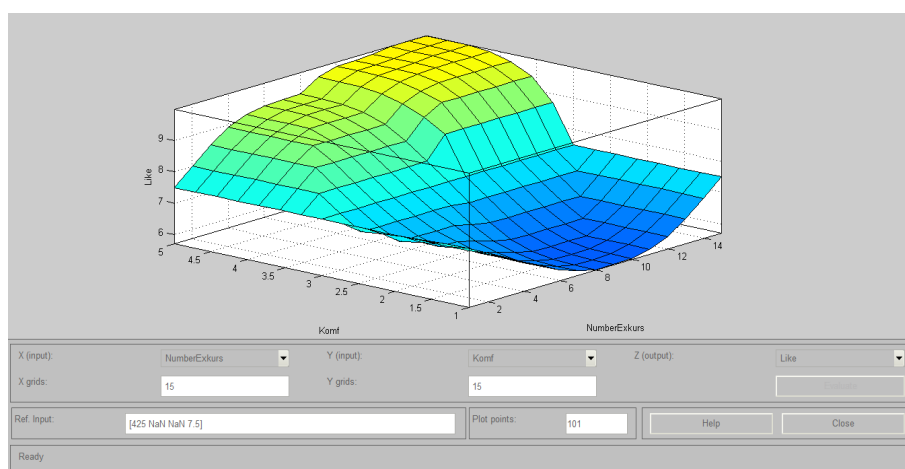 9
8
7
6
Like
5
4.5
4
3.5
3
2.5
2
1.5
1
2
4
6
8
10
12
14
Komf
NumberExkurs
X (input): NumberExkurs Y (input): Komf Z (output): Like
X grids: 15 Y grids: 15 Evaluate
Ref. Input: [425 NaN NaN 7.5] Plot points: 101 Help Close
Ready